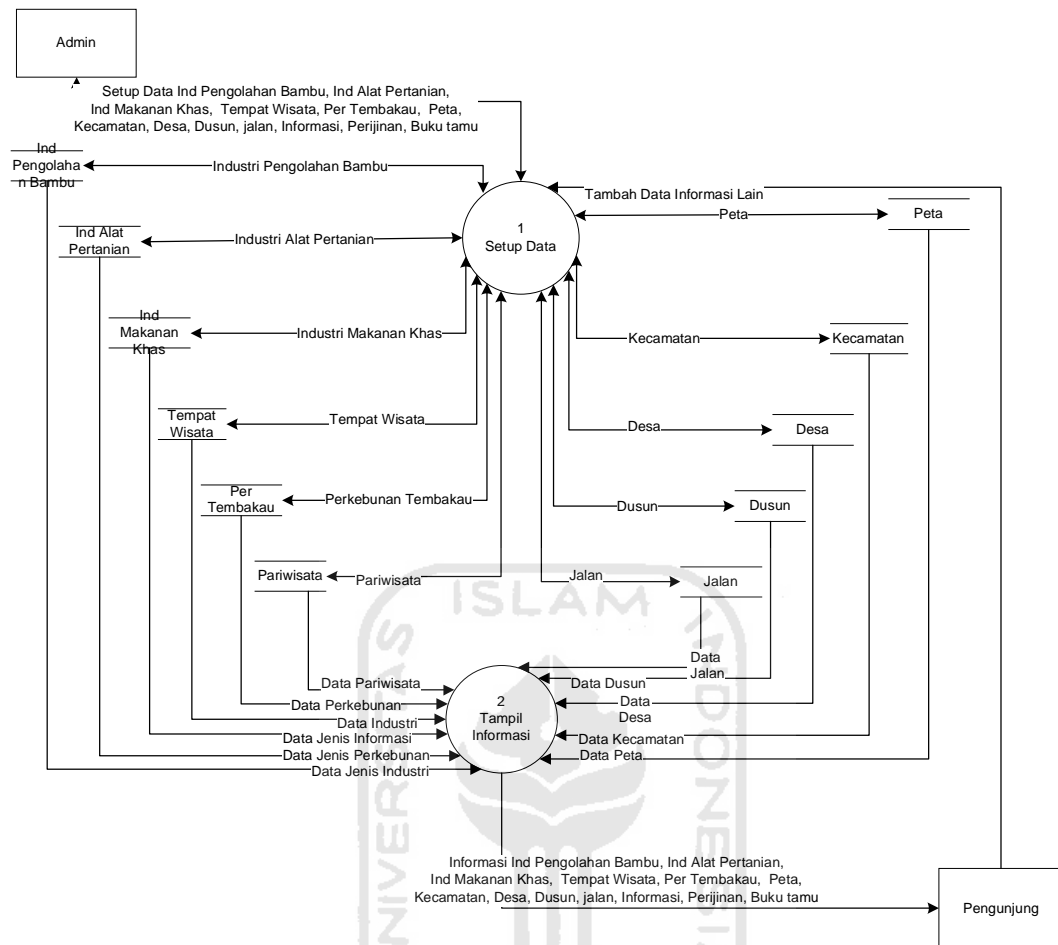 Admin
Setup Data Ind Pengolahan Bambu, Ind Alat Pertanian,
Ind Makanan Khas, Tempat Wisata, Per Tembakau, Peta,
Kecamatan, Desa, Dusun, jalan, Informasi, Perijinan, Buku tamu
Ind
Pengolaha
n Bambu
Industri Pengolahan Bambu
Tambah Data Informasi Lain
Peta
Peta
1
Setup Data
Ind Alat
Pertanian
Industri Alat Pertanian
Ind
Makanan
Khas
Industri Makanan Khas
Kecamatan
Kecamatan
Tempat
Wisata
Tempat Wisata
Desa
Desa
Per
Tembakau
Perkebunan Tembakau
Dusun
Dusun
Pariwisata
Pariwisata
Jalan
Jalan
ISLAM
UNIVERSITAS
INDONESI
Data
Jalan
Data Dusun
Data
Desa
Data Kecamatan
Data Peta
Data Pariwisata
Data Perkebunan
Data Industri
Data Jenis Informasi
Data Jenis Perkebunan
Data Jenis Industri
2
Tampil
Informasi
Informasi Ind Pengolahan Bambu, Ind Alat Pertanian,
Ind Makanan Khas, Tempat Wisata, Per Tembakau, Peta,
Kecamatan, Desa, Dusun, jalan, Informasi, Perijinan, Buku tamu
Pengunjung